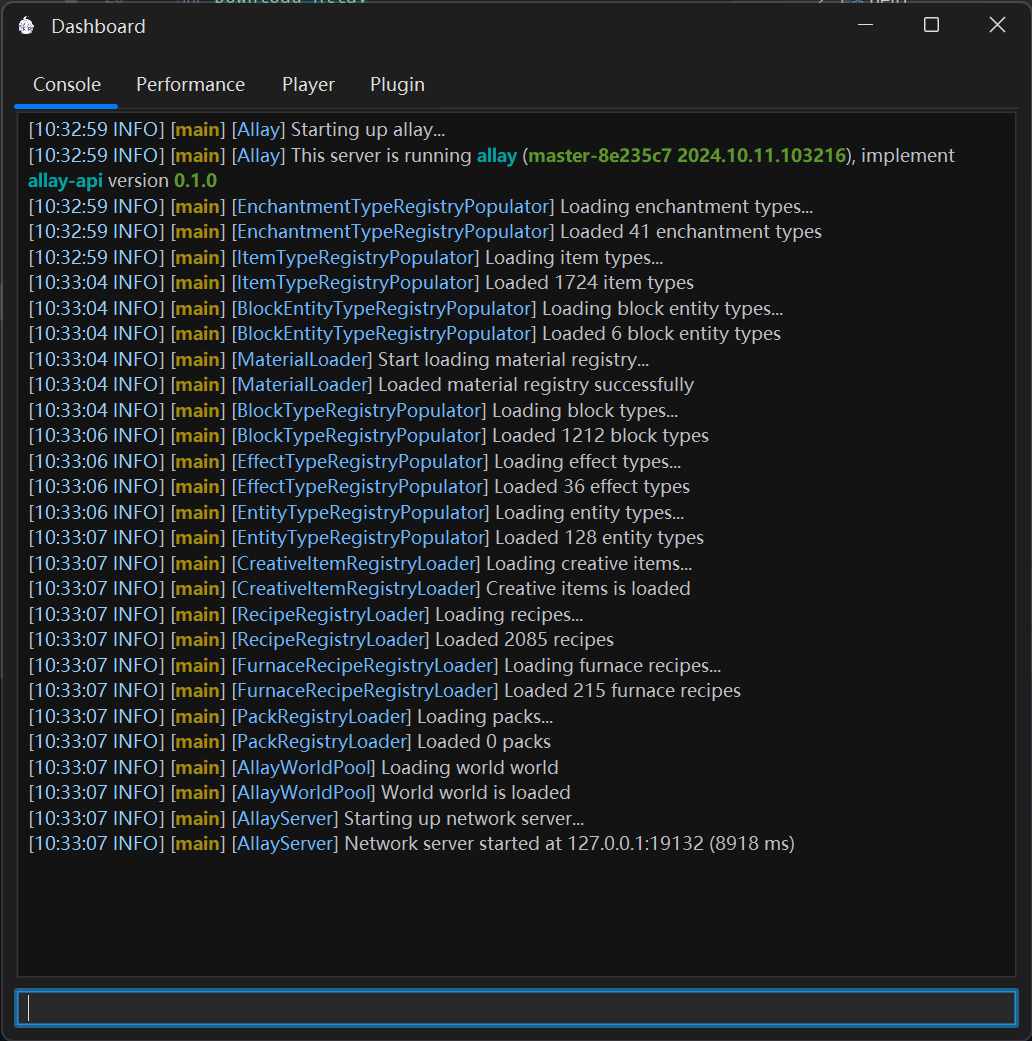 Dashboard
Console Performance Player Plugin
[10:32:59 INFO] [main] [Allay] Starting up allay...
[10:32:59 INFO] [main] [Allay] This server is running allay (master-8e235c7 2024.10.11.103216), implement
allay-api version 0.1.0
[10:32:59 INFO] [main] [EnchantmentTypeRegistryPopulator] Loading enchantment types...
[10:32:59 INFO] [main] [EnchantmentTypeRegistryPopulator] Loaded 41 enchantment types
[10:32:59 INFO] [main] [ItemTypeRegistryPopulator] Loading item types...
[10:33:04 INFO] [main] [ItemTypeRegistryPopulator] Loaded 1724 item types
[10:33:04 INFO] [main] [BlockEntityTypeRegistryPopulator] Loading block entity types...
[10:33:04 INFO] [main] [BlockEntityTypeRegistryPopulator] Loaded 6 block entity types
[10:33:04 INFO] [main] [MaterialLoader] Start loading material registry...
[10:33:04 INFO] [main] [MaterialLoader] Loaded material registry successfully
[10:33:04 INFO] [main] [BlockTypeRegistryPopulator] Loading block types...
[10:33:06 INFO] [main] [BlockTypeRegistryPopulator] Loaded 1212 block types
[10:33:06 INFO] [main] [EffectTypeRegistryPopulator] Loading effect types...
[10:33:06 INFO] [main] [EffectTypeRegistryPopulator] Loaded 36 effect types
[10:33:06 INFO] [main] [EntityTypeRegistryPopulator] Loading entity types...
[10:33:07 INFO] [main] [EntityTypeRegistryPopulator] Loaded 128 entity types
[10:33:07 INFO] [main] [CreativeItemRegistryLoader] Loading creative items...
[10:33:07 INFO] [main] [CreativeItemRegistryLoader] Creative items is loaded
[10:33:07 INFO] [main] [RecipeRegistryLoader] Loading recipes...
[10:33:07 INFO] [main] [RecipeRegistryLoader] Loaded 2085 recipes
[10:33:07 INFO] [main] [FurnaceRecipeRegistryLoader] Loading furnace recipes...
[10:33:07 INFO] [main] [FurnaceRecipeRegistryLoader] Loaded 215 furnace recipes
[10:33:07 INFO] [main] [PackRegistryLoader] Loading packs...
[10:33:07 INFO] [main] [PackRegistryLoader] Loaded 0 packs
[10:33:07 INFO] [main] [AllayWorldPool] Loading world world
[10:33:07 INFO] [main] [AllayWorldPool] World world is loaded
[10:33:07 INFO] [main] [AllayServer] Starting up network server...
[10:33:07 INFO] [main] [AllayServer] Network server started at 127.0.0.1:19132 (8918 ms)